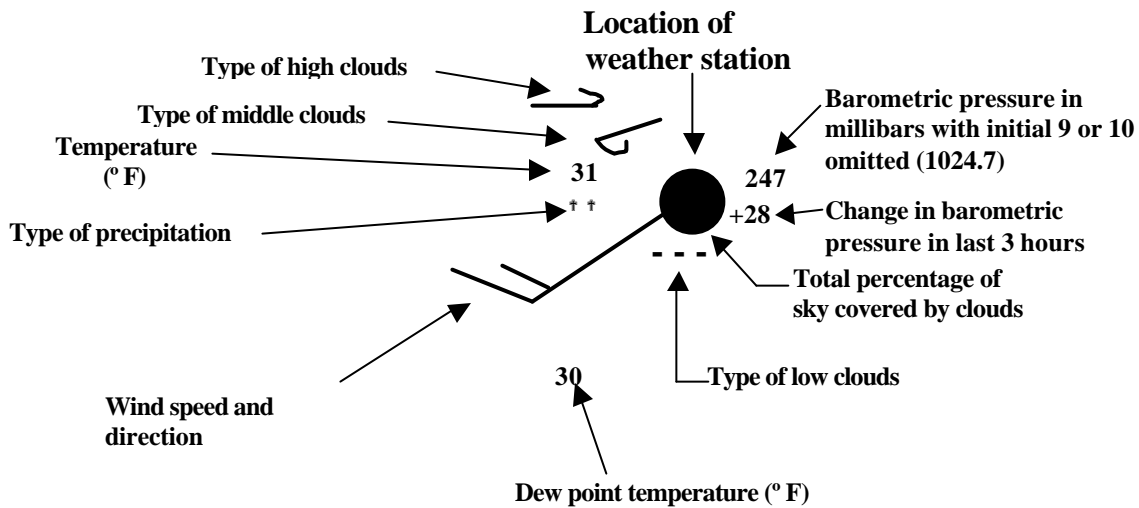 Location of
weather station
Type of high clouds
Type of middle clouds
Temperature
(º F)
Type of precipitation
31
247
+28
Barometric pressure in
millibars with initial 9 or 10
omitted (1024.7)
Change in barometric
pressure in last 3 hours
Total percentage of
sky covered by clouds
Type of low clouds
30
Wind speed and
direction
Dew point temperature (º F)